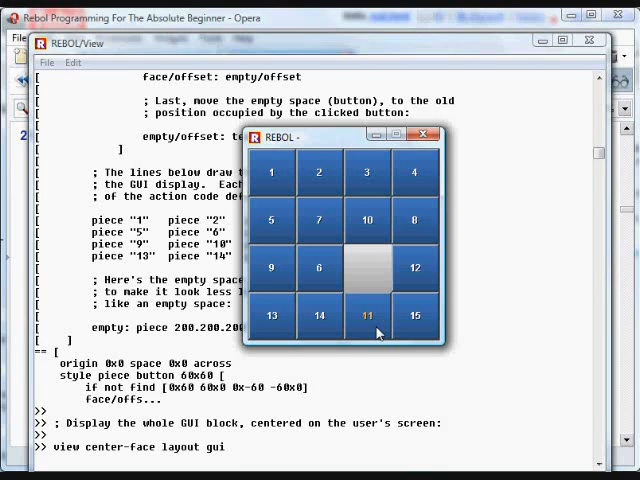 Rebol Programming For The Absolute Beginner - Opera
File
REBOL/View
File Edit
[ face/offset: empty/offset
[
[ ; Last, move the empty space (button), to the old
[ ; position occupied by the clicked button:
[
[ empty/offset:
[ ]
[
[ ; The lines below draw
[ ; the GUI display.
[ ; of the action code
[
[ piece "1" piece "2"
[ piece "5" piece "6"
[ piece "9" piece "10"
[ piece "13" piece "14"
[
[ ; Here's the empty space
[ ; to make it look less
[ ; like an empty space:
[
[ empty: piece 200.200.200
[ ]
== [
origin 0x0 space 0x0 across
style piece button 60x60 [
if not find [0x60 60x0 0x-60 -60x0]
face/offs...
>>
>> ; Display the whole GUI block, centered on the user's screen:
>>
>> view center-face layout gui
REBOL -
1 2 3 4
5 7 10 8
9 6 12
13 14 11 15